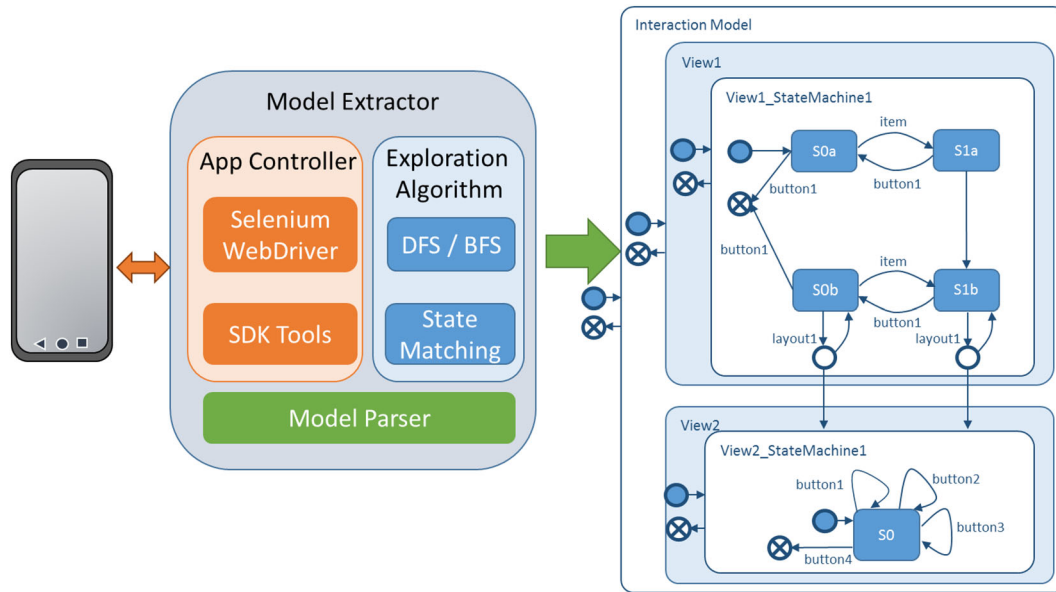 Model Extractor
App Controller
Selenium
WebDriver
SDK Tools
Exploration
Algorithm
DFS / BFS
State
Matching
Model Parser
Interaction Model
View1
View1_StateMachine1
S0a
item
S1a
button1
button1
button1
S0b
item
S1b
button1
layout1
layout1
View2
View2_StateMachine1
button1
button2
S0
button3
button4